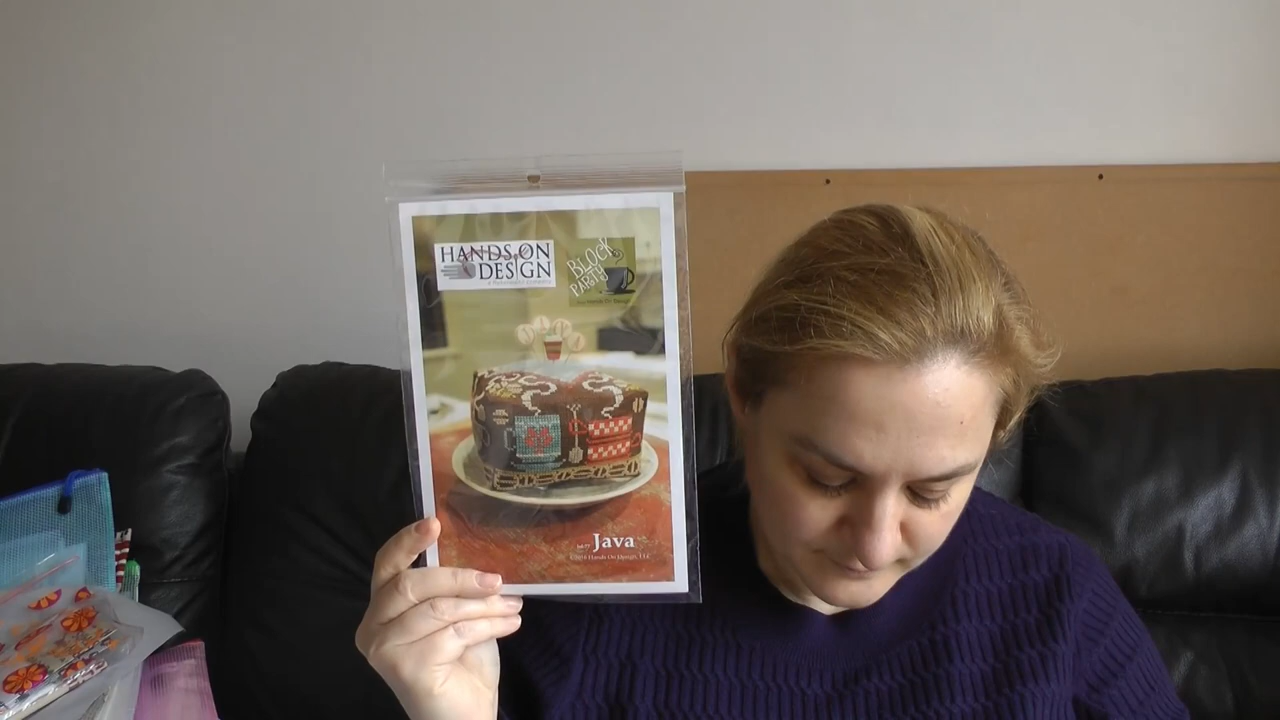 HANDS ON
DESIGN
BLOCK
PARTY
Java
©2016 Hands On Design, LLC